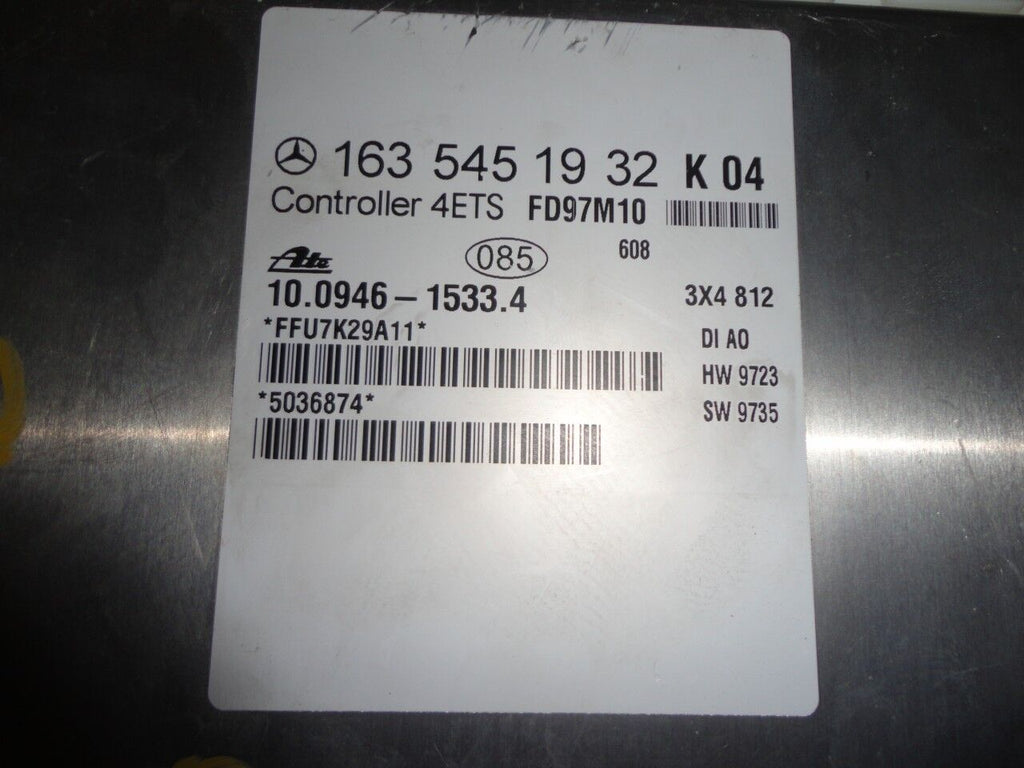 163 545 19 32 K 04
Controller 4ETS FD97M10
Ate 085 608
10.0946-1533.4 3X4 812
*FFU7K29A11* DI A0
HW 9723
*5036874* SW 9735